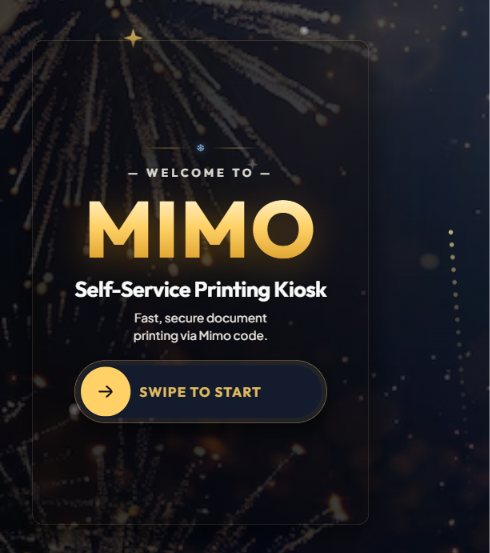 — WELCOME TO —
MIMO
Self-Service Printing Kiosk
Fast, secure document
printing via Mimo code.
SWIPE TO START